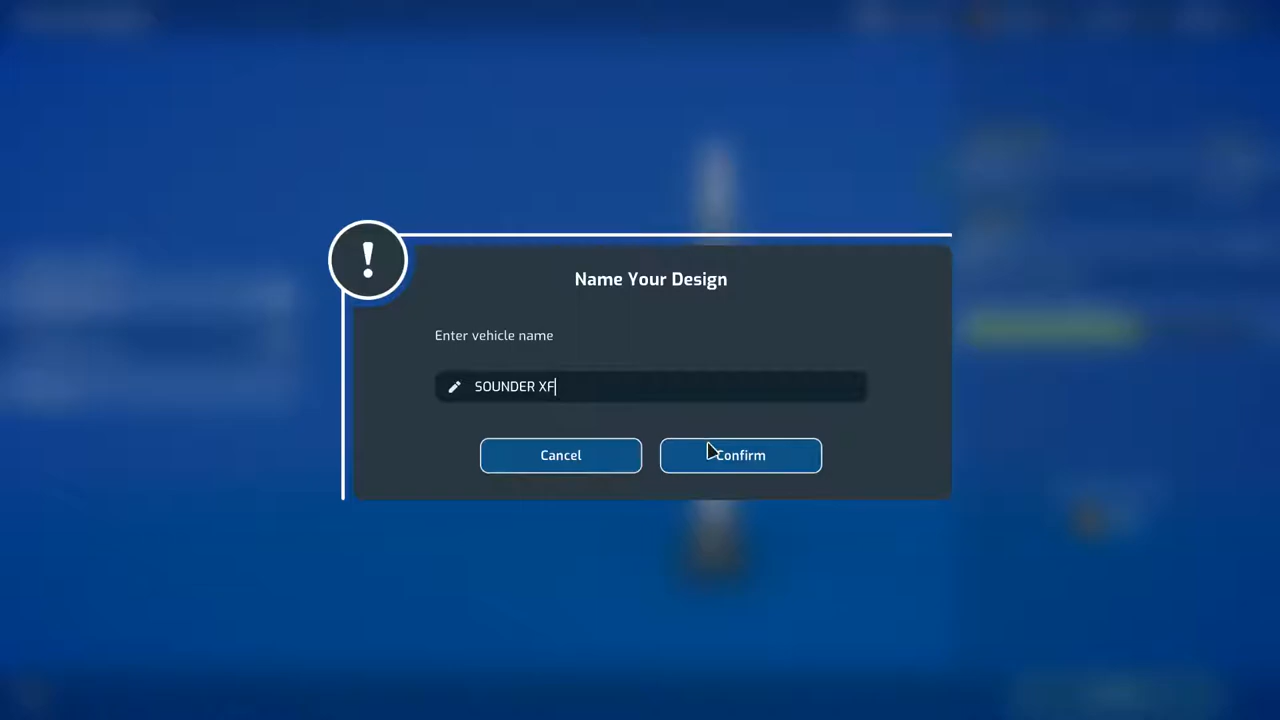 !
Name Your Design
Enter vehicle name
SOUNDER XF
Cancel
Confirm